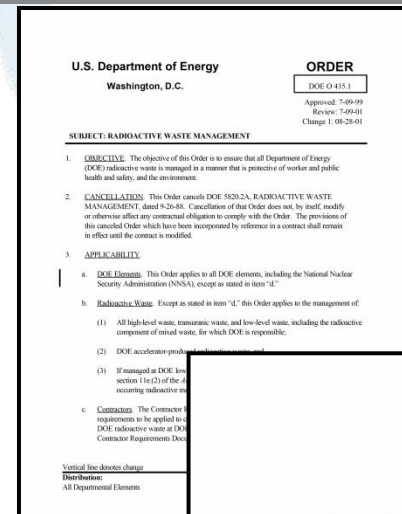 U.S. Department of Energy
Washington, D.C.
ORDER
DOE O 435.1
Approved: 7-09-99
Review: 7-09-01
Change 1: 08-28-01
SUBJECT: RADIOACTIVE WASTE MANAGEMENT
1. OBJECTIVE. The objective of this Order is to ensure that all Department of Energy
(DOE) radioactive waste is managed in a manner that is protective of worker and public
health and safety, and the environment.
2. CANCELLATION. This Order cancels DOE 5820.2A, RADIOACTIVE WASTE
MANAGEMENT, dated 9-26-88. Cancellation of that Order does not, by itself, modify
or otherwise affect any contractual obligation to comply with the Order. The provisions of
this canceled Order which have been incorporated by reference in a contract shall remain
in effect until the contract is modified.
3. APPLICABILITY.
a. DOE Elements. This Order applies to all DOE elements, including the National Nuclear
Security Administration (NNSA), except as stated in item "d."
b. Radioactive Waste. Except as stated in item "d," this Order applies to the management of:
(1) All high-level waste, transuranic waste, and low-level waste, including the radioactive
component of mixed waste, for which DOE is responsible;
(2) DOE accelerator-produced radioactive waste; and
(3) If managed at DOE low
section 11e.(2) of the
occurring radioactive
c. Contractors. The Contractor
requirements to be applied to
DOE radioactive waste at
Contractor Requirements
Vertical line denotes change
Distribution:
All Departmental Elements